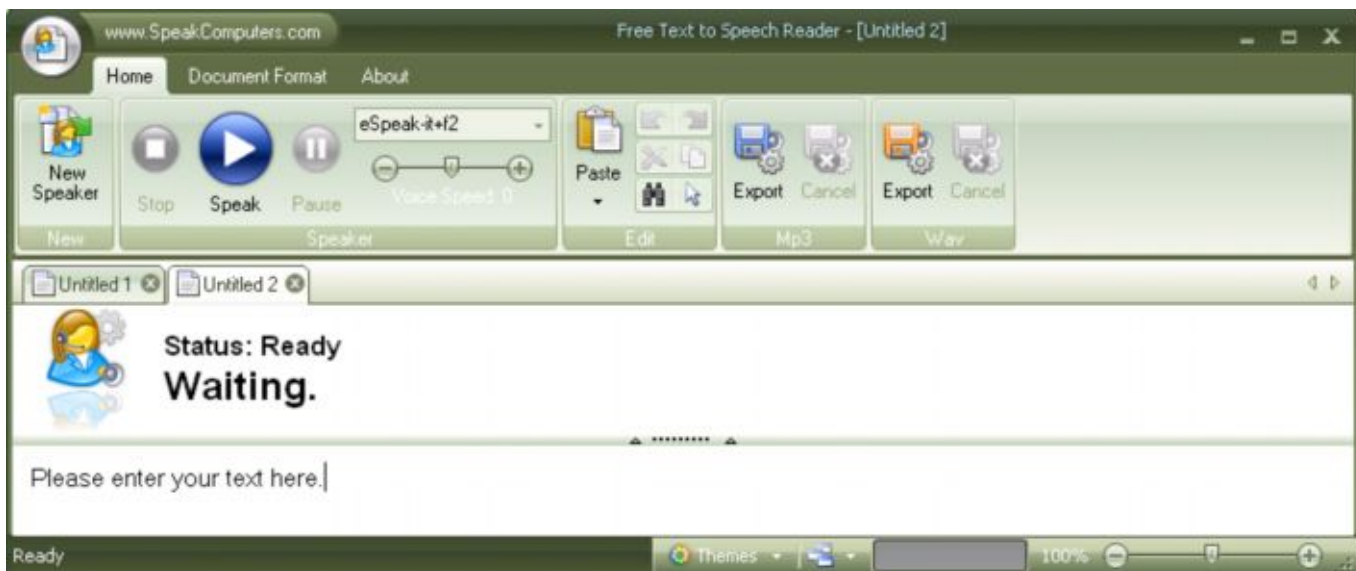 www.SpeakComputers.com Free Text to Speech Reader - [Untitled 2]
Home Document Format About
New Speaker
Stop Speak Pause
eSpeak-it+f2
Voice Speed: 0
Paste
Export Cancel
Export Cancel
New Speaker Edit Mp3 Wav
Untitled 1 Untitled 2
Status: Ready
Waiting.
Please enter your text here.
Ready Themes 100%